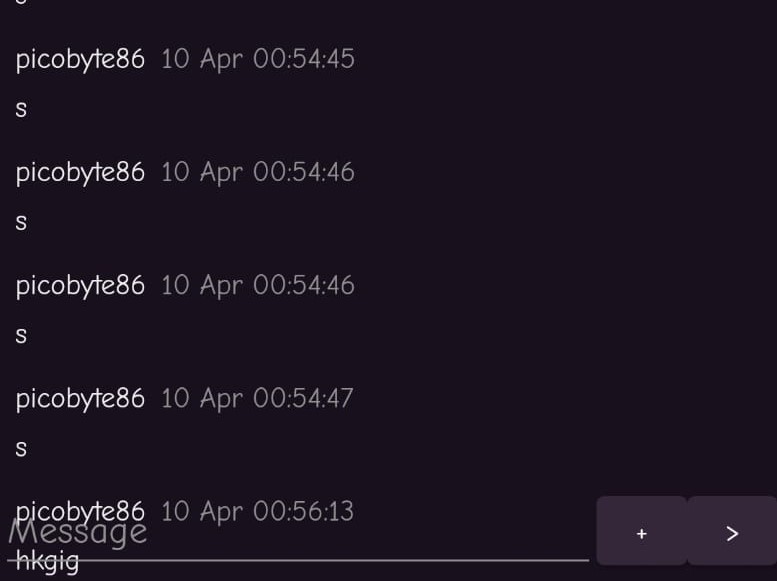 picobyte86 10 Apr 00:54:45
s
picobyte86 10 Apr 00:54:46
s
picobyte86 10 Apr 00:54:46
s
picobyte86 10 Apr 00:54:47
s
picobyte86 10 Apr 00:56:13
Message
+ >
hkgig